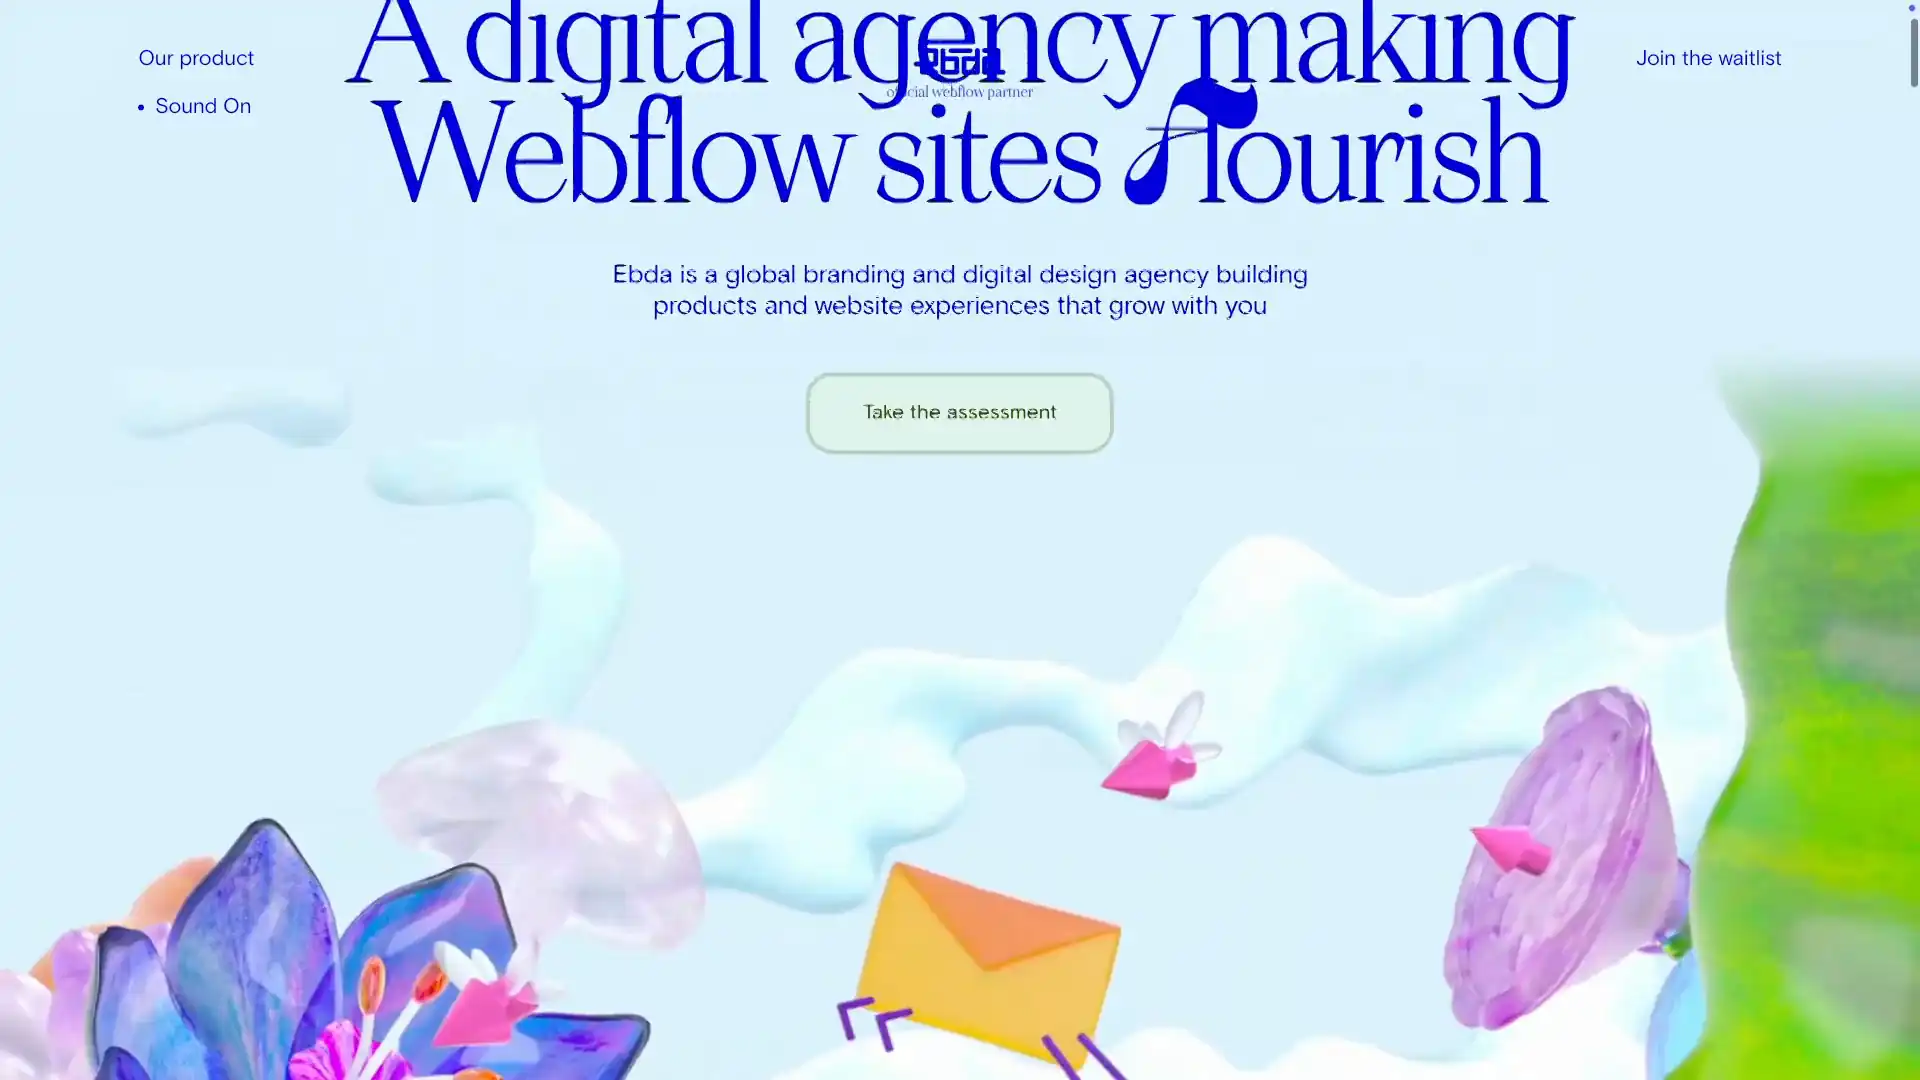 Our product
Sound On
Join the waitlist
ebda
official webflow partner
A digital agency making
Webflow sites flourish
Ebda is a global branding and digital design agency building
products and website experiences that grow with you
Take the assessment